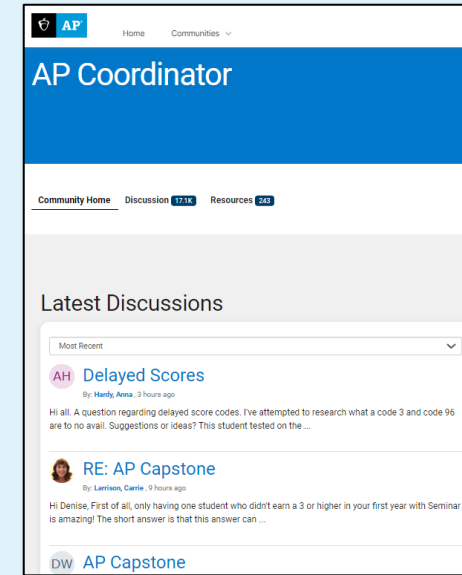 AP
Home Communities
AP Coordinator
Community Home Discussion 17.1K Resources 243
Latest Discussions
Most Recent
AH Delayed Scores
By: Hardy, Anna , 3 hours ago
Hi all. A question regarding delayed score codes. I've attempted to research what a code 3 and code 96
are to no avail. Suggestions or ideas? This student tested on the ...
RE: AP Capstone
By: Larrison, Carrie , 9 hours ago
Hi Denise, First of all, only having one student who didn't earn a 3 or higher in your first year with Seminar
is amazing! The short answer is that this answer can ...
DW AP Capstone